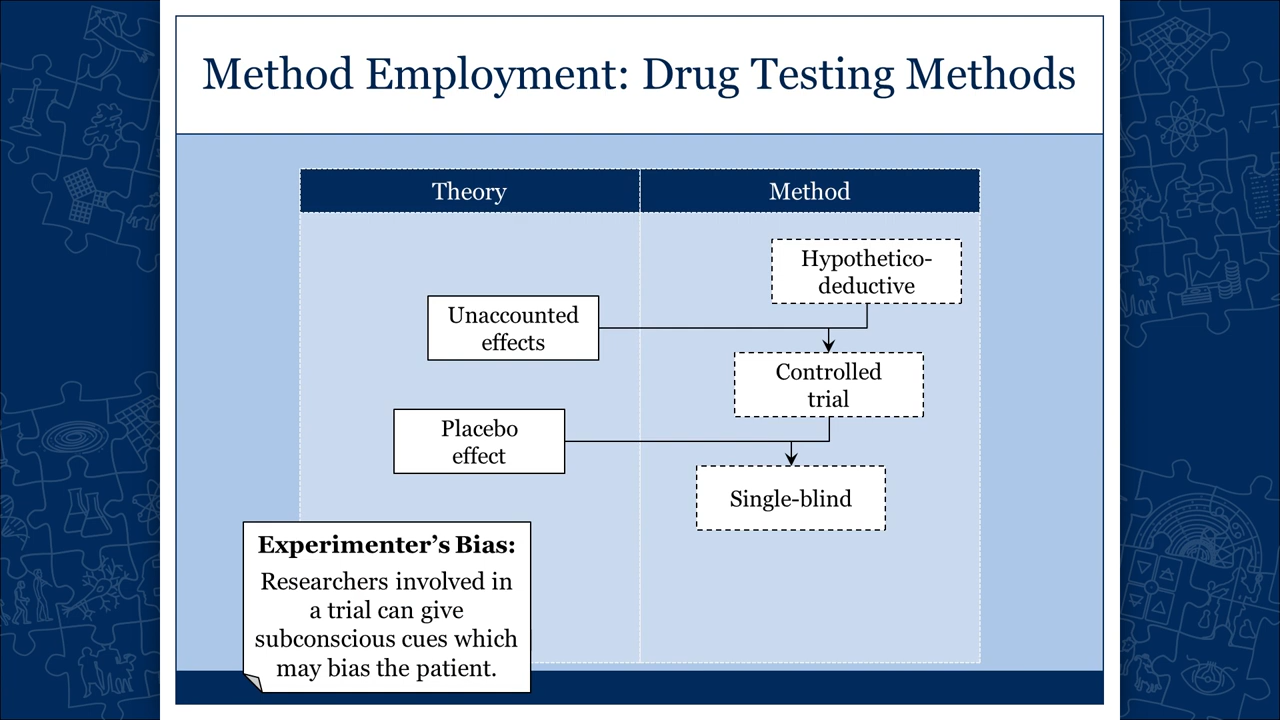 Method Employment: Drug Testing Methods
Theory
Method
Hypothetico-
deductive
Unaccounted
effects
Controlled
trial
Placebo
effect
Single-blind
Experimenter’s Bias:
Researchers involved in
a trial can give
subconscious cues which
may bias the patient.